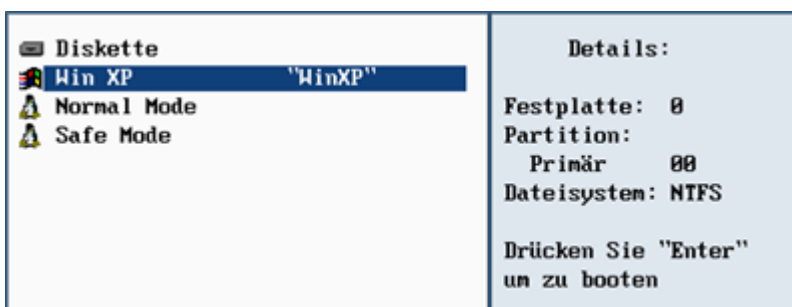 Diskette
Win XP "WinXP"
Normal Mode
Safe Mode
Details:
Festplatte: 0
Partition:
Primär 00
Dateisystem: NTFS
Drücken Sie "Enter"
um zu booten